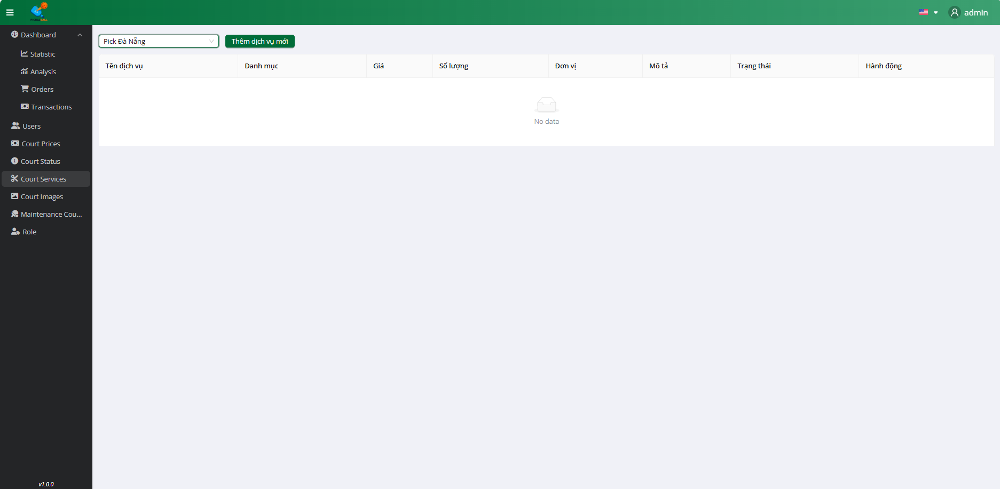 PICKLEBALL
admin
Dashboard
Statistic
Analysis
Orders
Transactions
Users
Court Prices
Court Status
Court Services
Court Images
Maintenance Cou...
Role
v1.0.0
Pick Đà Nẵng
Thêm dịch vụ mới
Tên dịch vụ
Danh mục
Giá
Số lượng
Đơn vị
Mô tả
Trạng thái
Hành động
No data